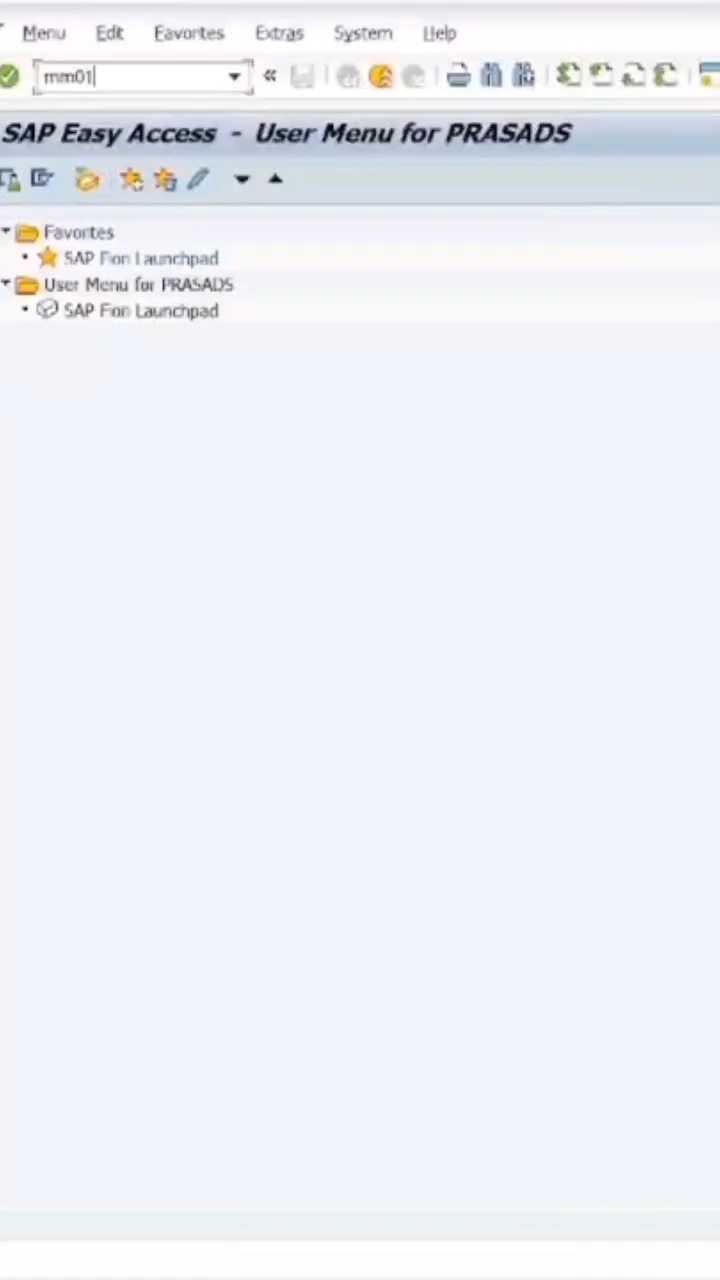 Menu Edit Favorites Extras System Help
mm01
SAP Easy Access - User Menu for PRASADS
Favorites
SAP Fiori Launchpad
User Menu for PRASADS
SAP Fiori Launchpad